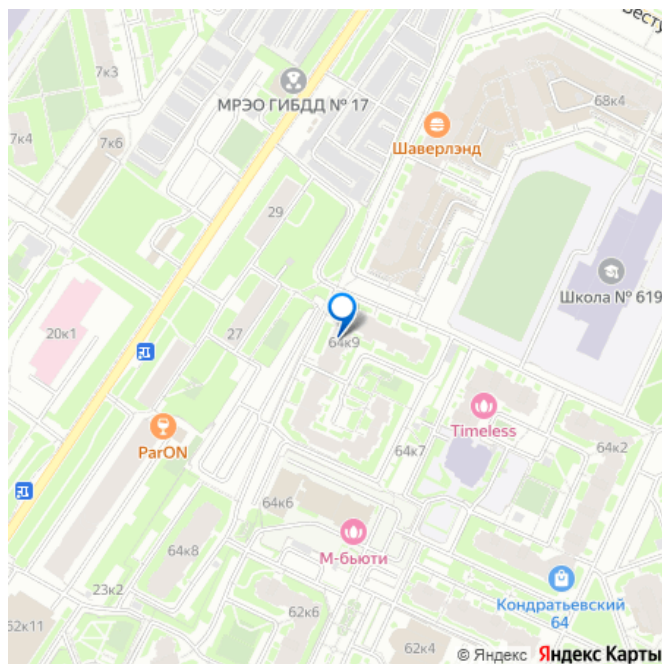 Бесту
7к3
МРЭО ГИБДД № 17
68к4
7к4
7к6
Шаверлэнд
29
Школа № 619
20к1
27
64к9
Timeless
ParON
64к7
64к2
64к6
М-бьюти
64к8
23к2
62к6
Кондратьевский
64
62к11
62к4
© Яндекс Яндекс Карты